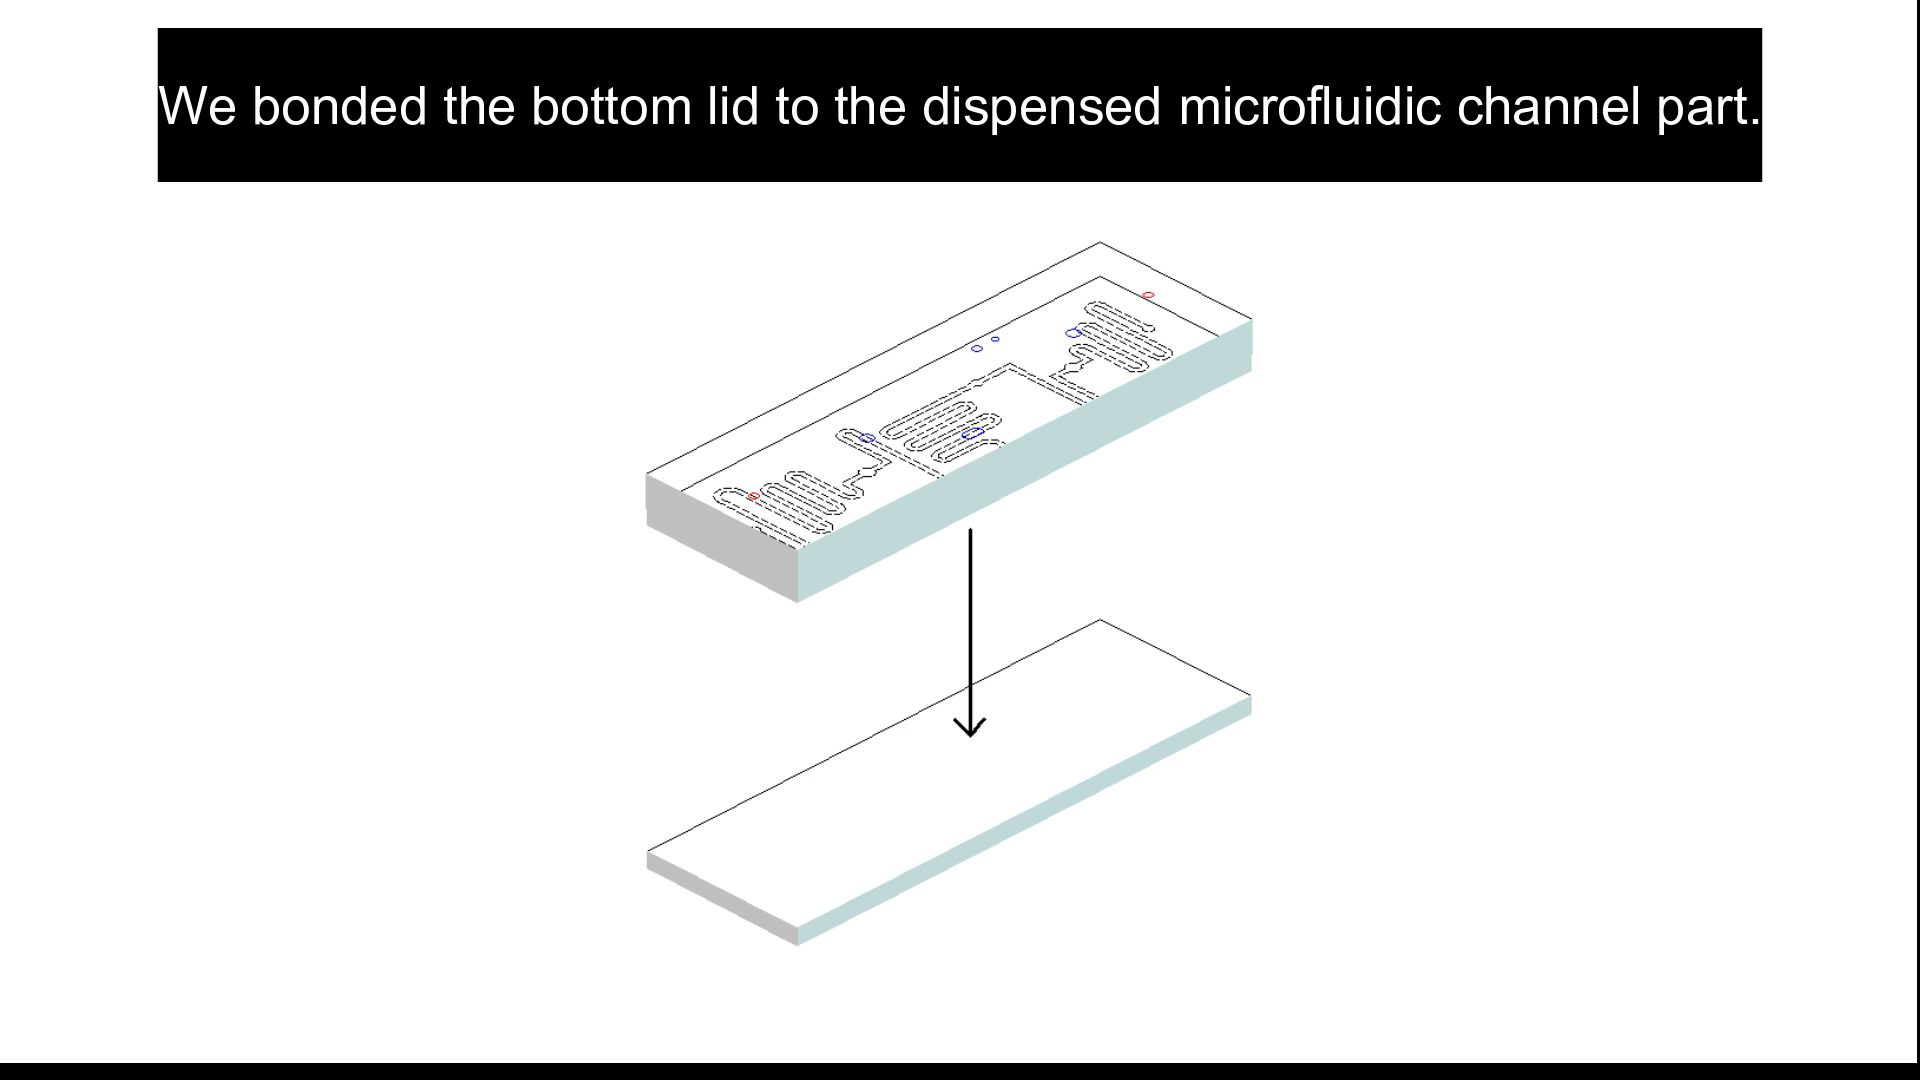 We bonded the bottom lid to the dispensed microfluidic channel part.